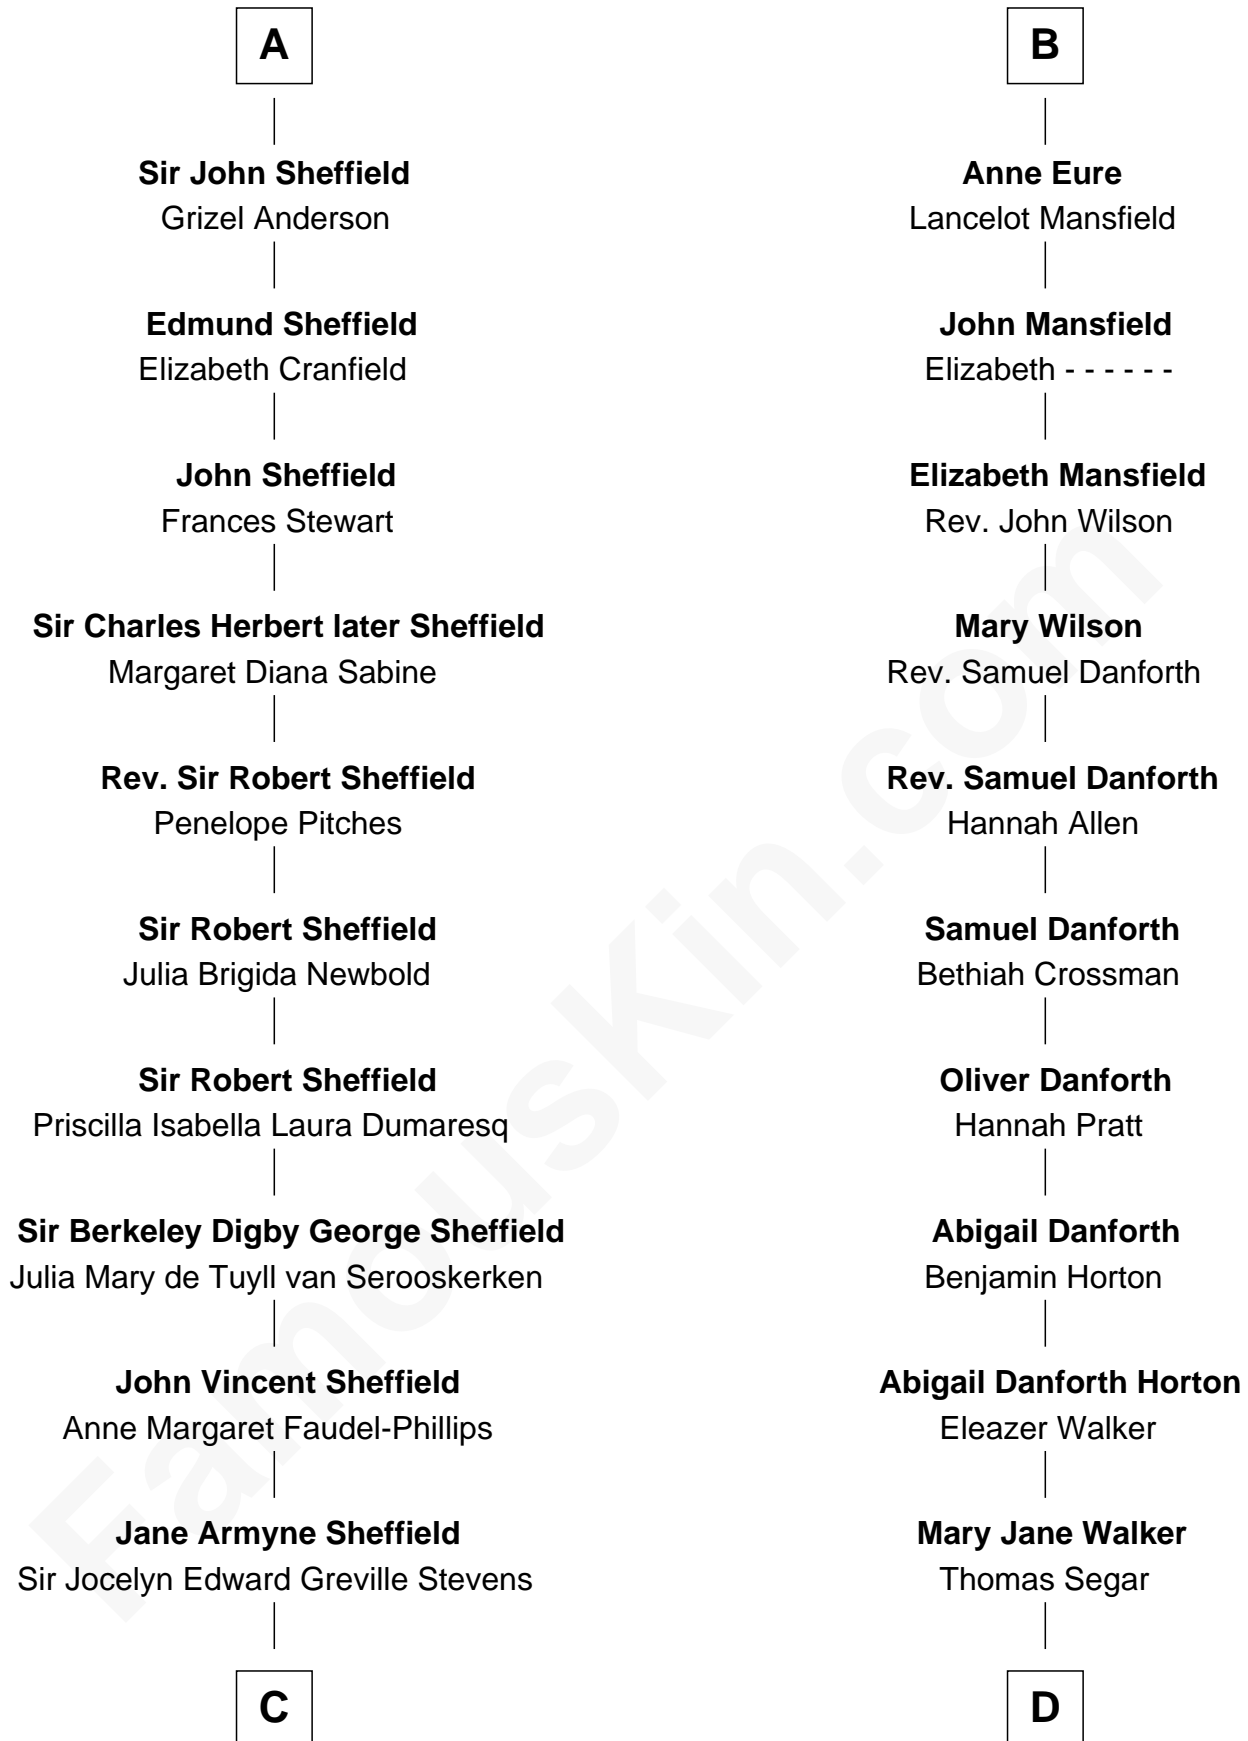 A
Sir John Sheffield
Grizel Anderson
Edmund Sheffield
Elizabeth Cranfield
John Sheffield
Frances Stewart
Sir Charles Herbert later Sheffield
Margaret Diana Sabine
Rev. Sir Robert Sheffield
Penelope Pitches
Sir Robert Sheffield
Julia Brigida Newbold
Sir Robert Sheffield
Priscilla Isabella Laura Dumaresq
Sir Berkeley Digby George Sheffield
Julia Mary de Tuyll van Serooskerken
John Vincent Sheffield
Anne Margaret Faudel-Phillips
Jane Armyne Sheffield
Sir Jocelyn Edward Greville Stevens
C
B
Anne Eure
Lancelot Mansfield
John Mansfield
Elizabeth - - - - - -
Elizabeth Mansfield
Rev. John Wilson
Mary Wilson
Rev. Samuel Danforth
Rev. Samuel Danforth
Hannah Allen
Samuel Danforth
Bethiah Crossman
Oliver Danforth
Hannah Pratt
Abigail Danforth
Benjamin Horton
Abigail Danforth Horton
Eleazer Walker
Mary Jane Walker
Thomas Segar
D
FamousKin.com